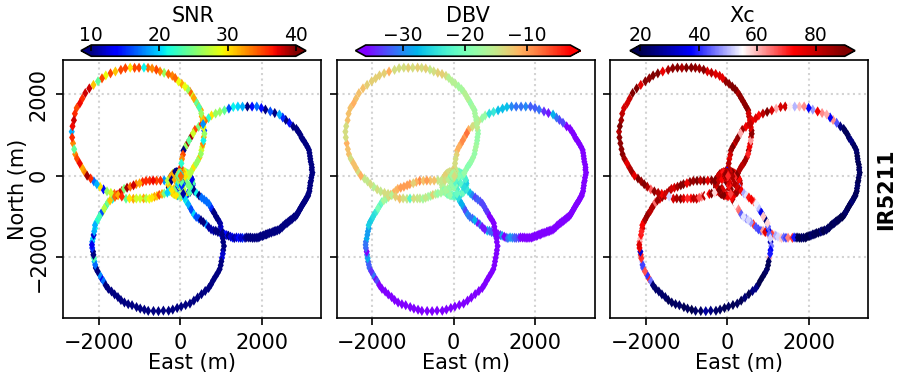 SNR DBV Xc
10 20 30 40 −30 −20 −10 20 40 60 80
North (m)
2000
0
−2000
IR5211
−2000 0 2000 −2000 0 2000 −2000 0 2000
East (m) East (m) East (m)